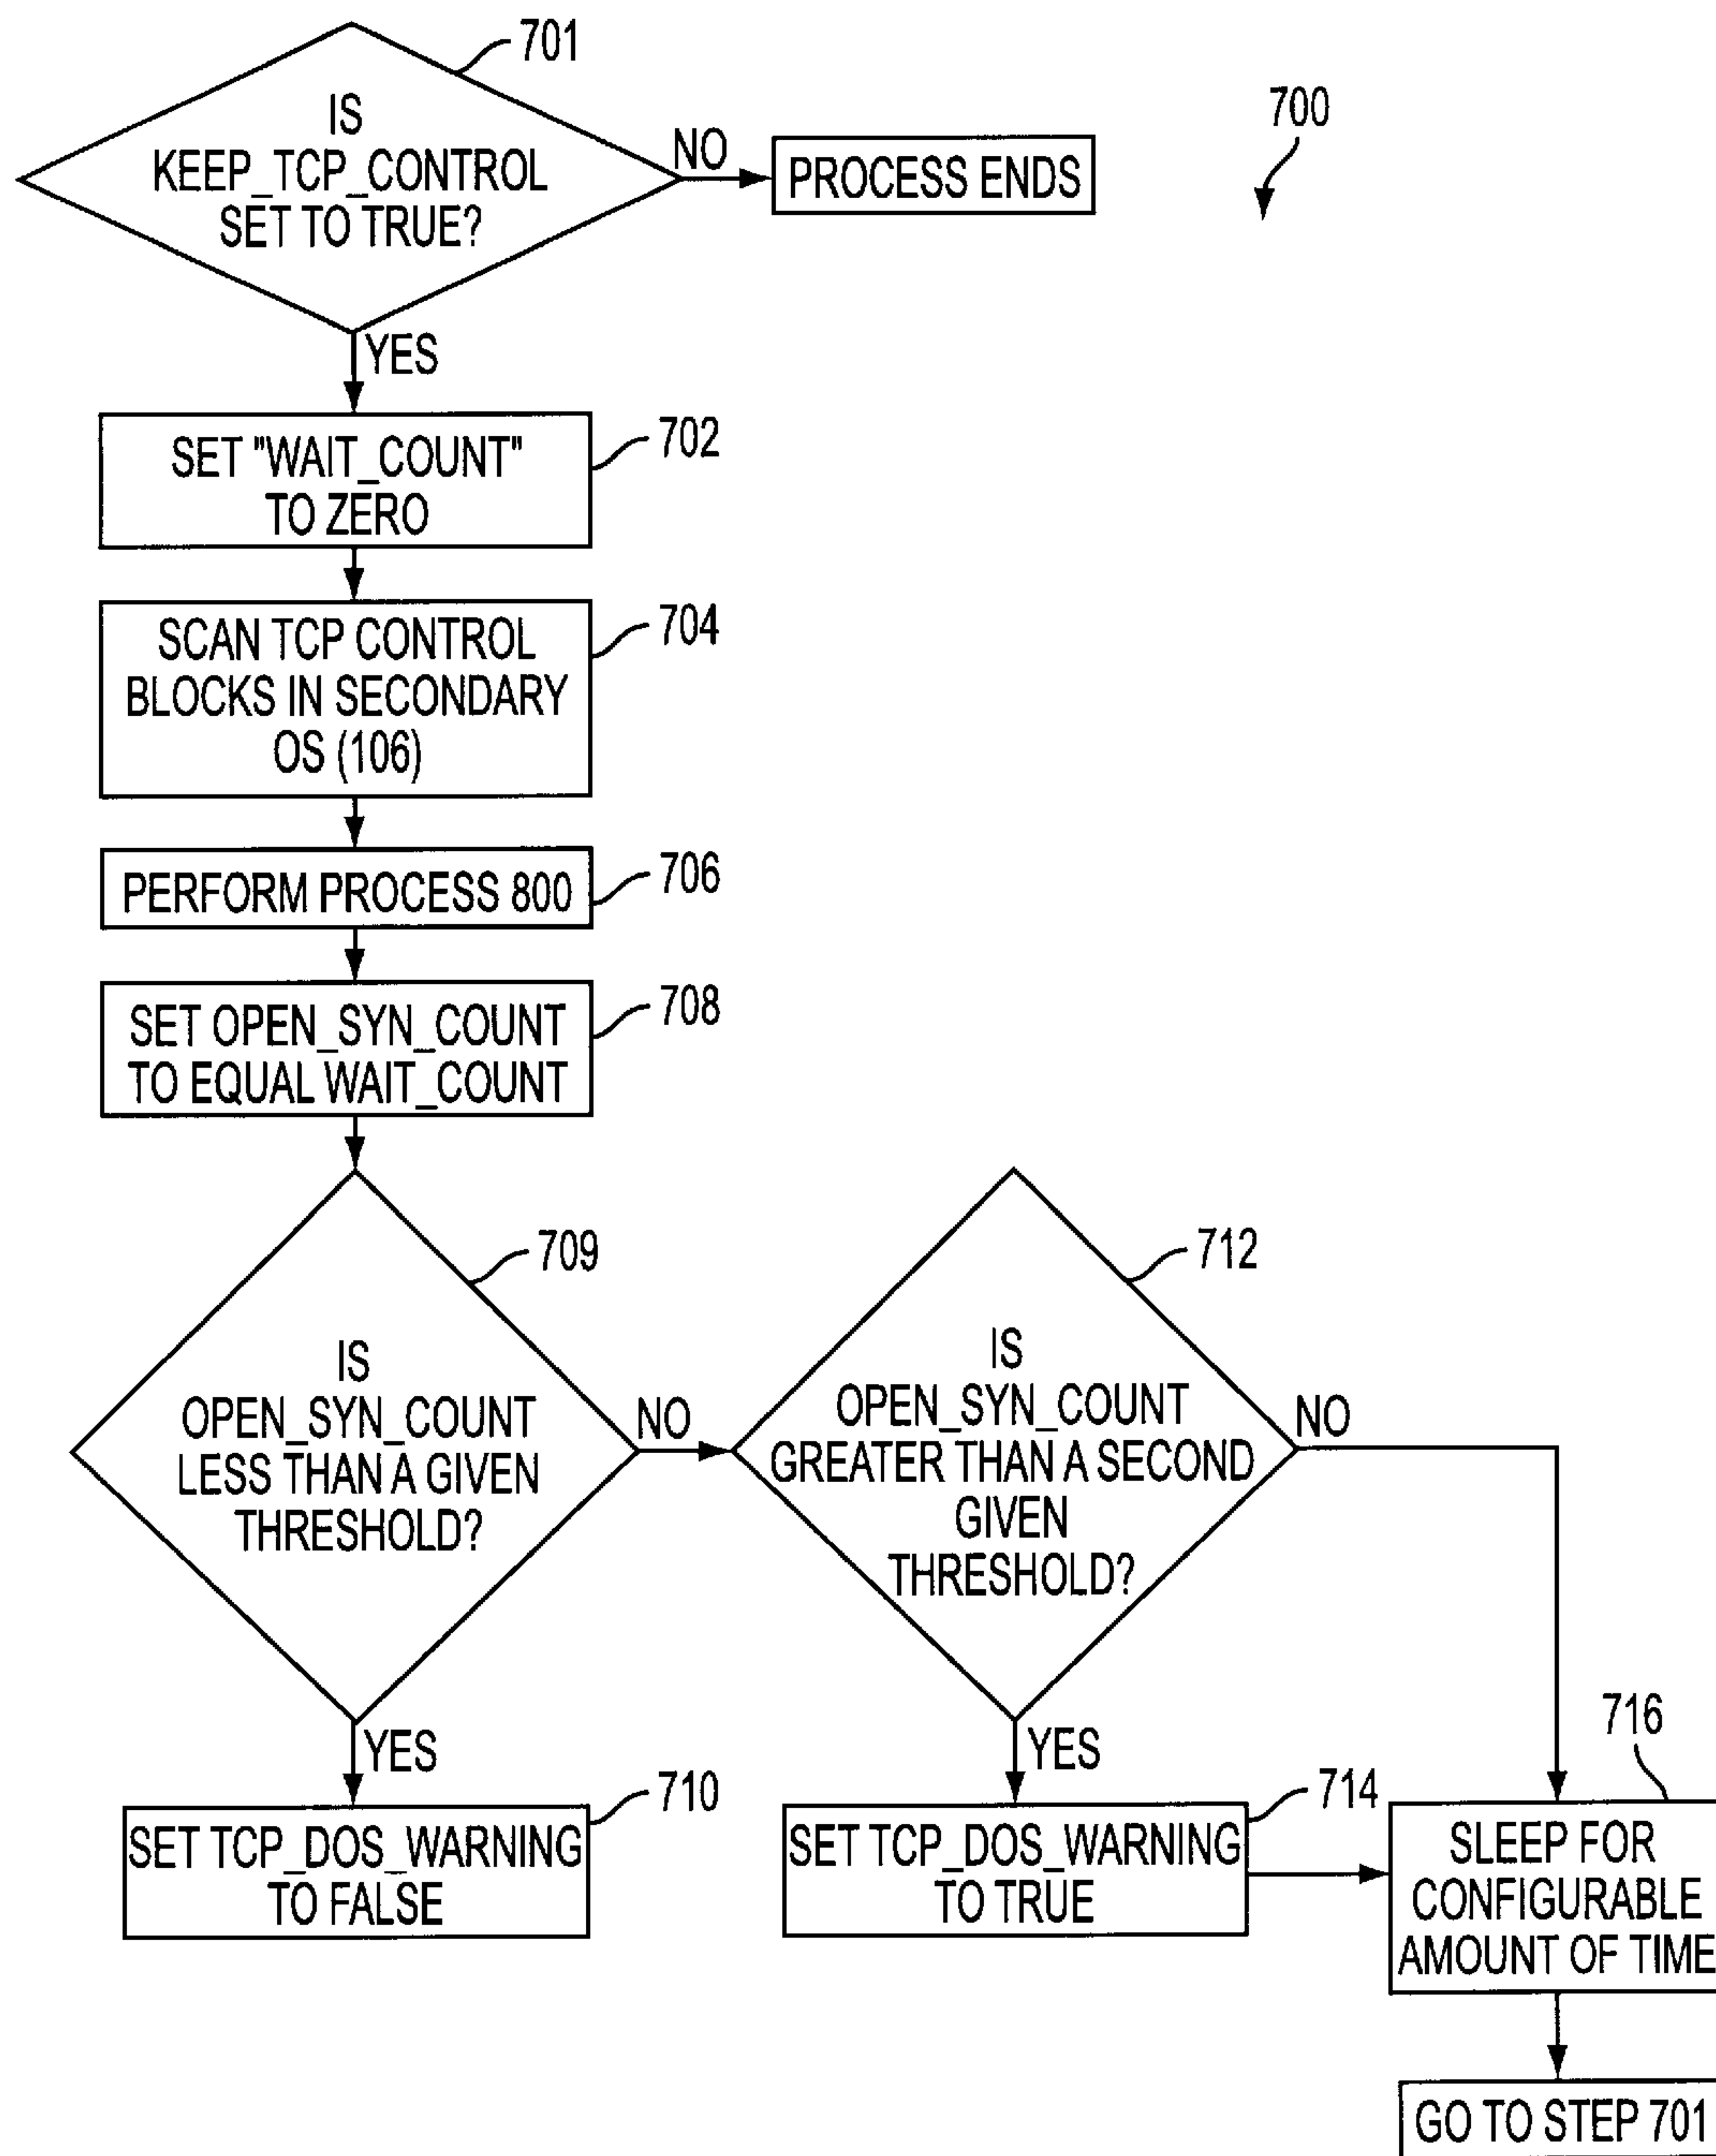 701
IS
KEEP_TCP_CONTROL
SET TO TRUE?
NO
PROCESS ENDS
700
YES
SET "WAIT_COUNT"
TO ZERO
702
SCAN TCP CONTROL
BLOCKS IN SECONDARY
OS (106)
704
PERFORM PROCESS 800
706
SET OPEN_SYN_COUNT
TO EQUAL WAIT_COUNT
708
709
IS
OPEN_SYN_COUNT
LESS THAN A GIVEN
THRESHOLD?
NO
712
IS
OPEN_SYN_COUNT
GREATER THAN A SECOND
GIVEN
THRESHOLD?
NO
YES
SET TCP_DOS_WARNING
TO FALSE
710
YES
SET TCP_DOS_WARNING
TO TRUE
714
716
SLEEP FOR
CONFIGURABLE
AMOUNT OF TIME
GO TO STEP 701